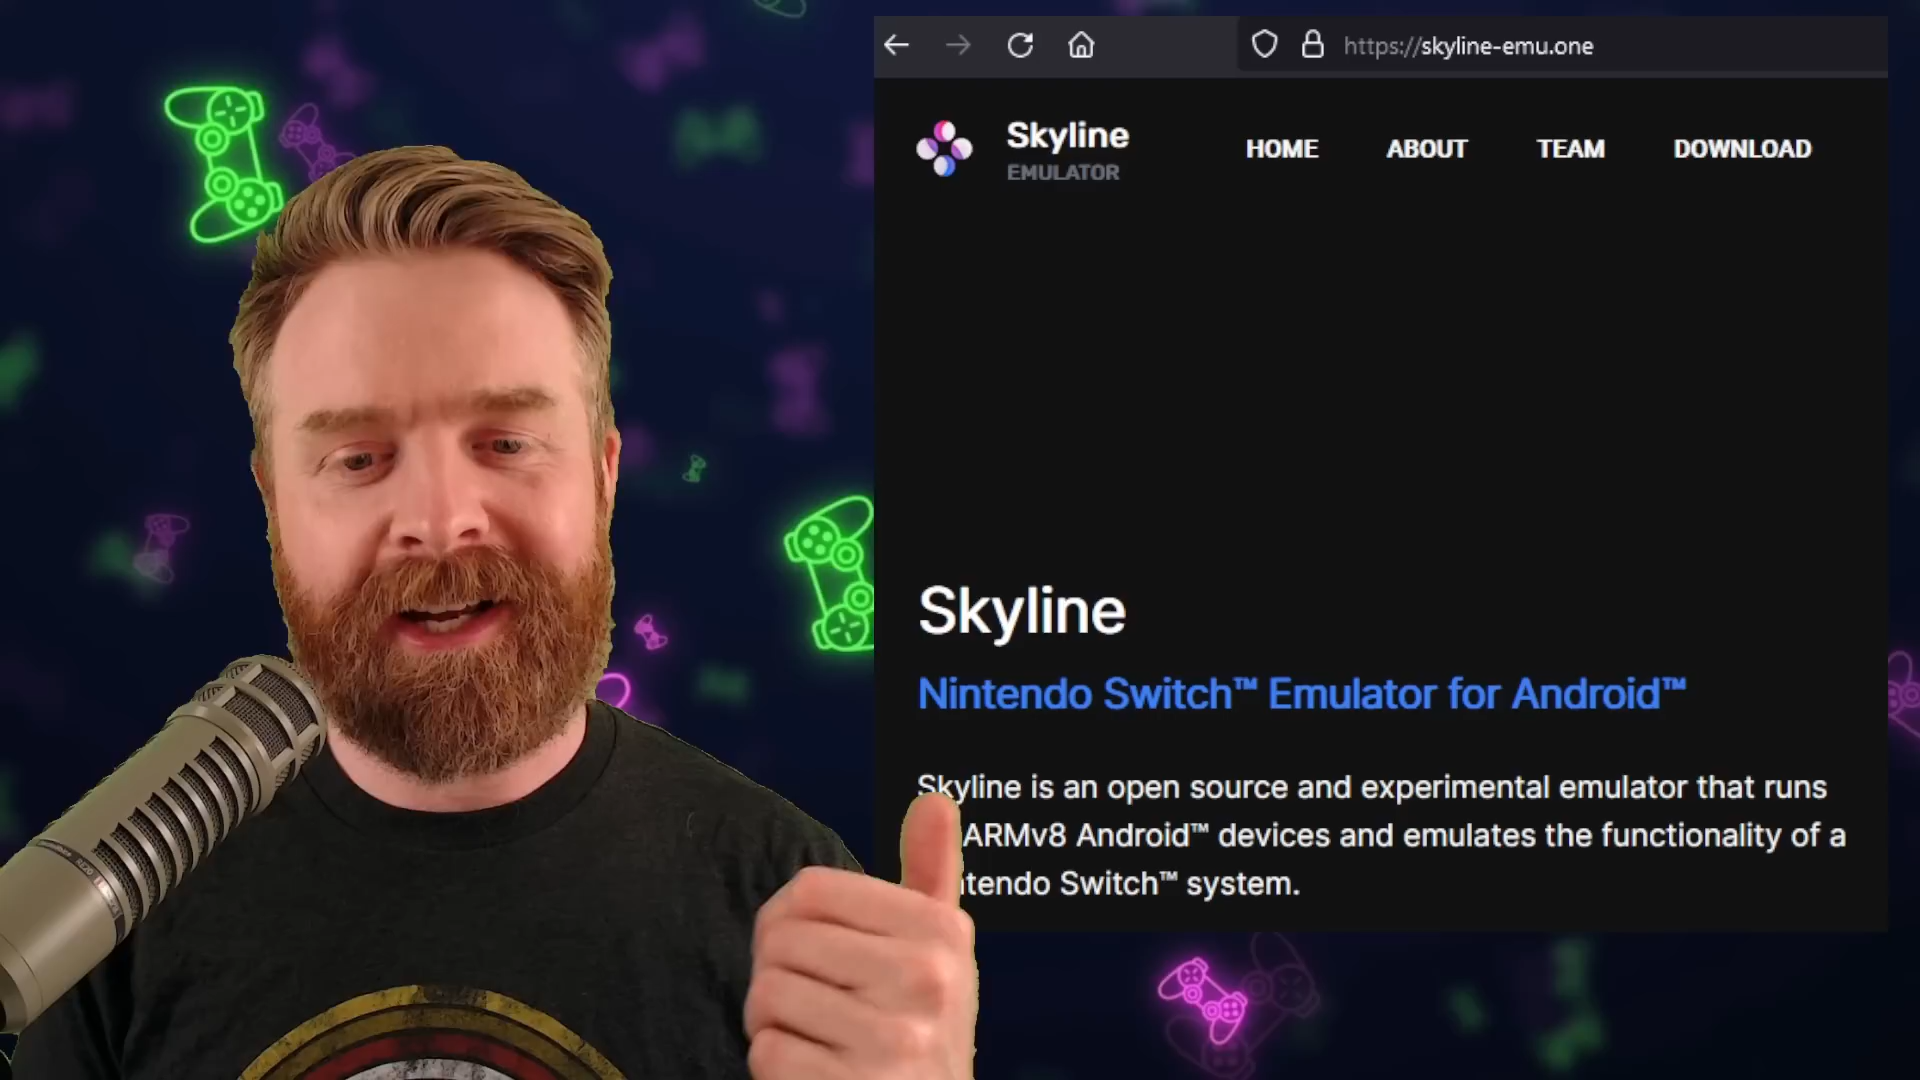 https://skyline-emu.one
Skyline
EMULATOR
HOME ABOUT TEAM DOWNLOAD
Skyline
Nintendo Switch™ Emulator for Android™
Skyline is an open source and experimental emulator that runs
ARMv8 Android™ devices and emulates the functionality of a
ntendo Switch™ system.